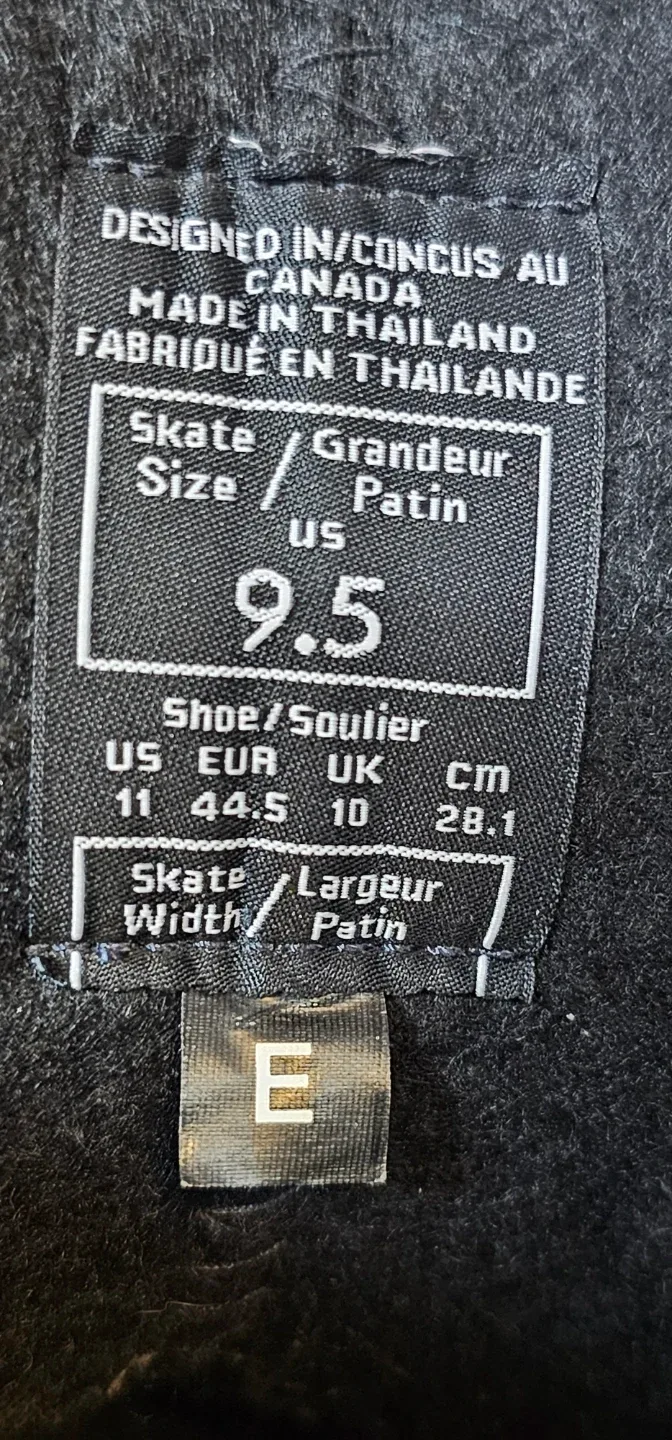 DESIGNED IN/CONCUS AU
CANADA
MADE IN THAILAND
FABRIQUÉ EN THAILANDE
Skate / Grandeur
Size Patin
US
9.5
Shoe/Soulier
US EUR UK cm
11 44.5 10 28.1
Skate / Largeur
Width Patin
E